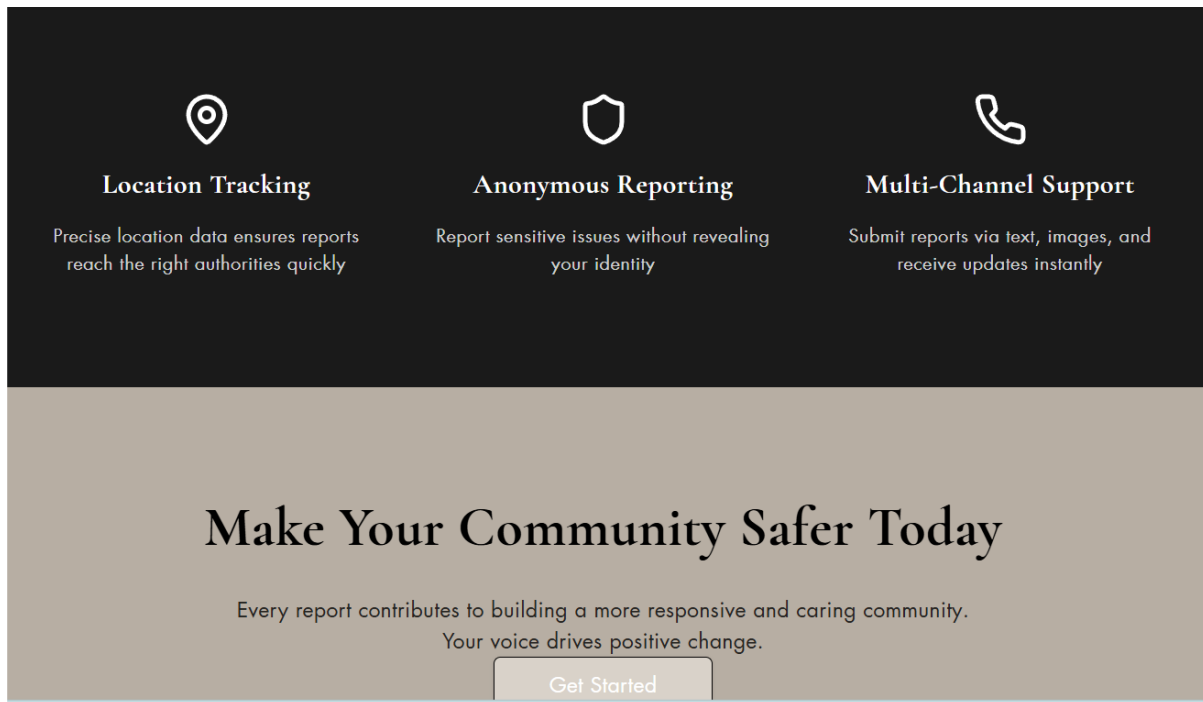 Location Tracking
Anonymous Reporting
Multi-Channel Support
Precise location data ensures reports
reach the right authorities quickly
Report sensitive issues without revealing
your identity
Submit reports via text, images, and
receive updates instantly
Make Your Community Safer Today
Every report contributes to building a more responsive and caring community.
Your voice drives positive change.
Get Started